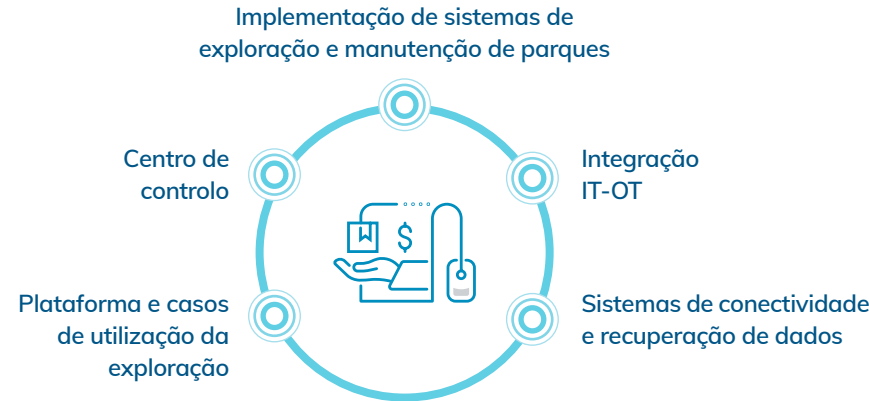 Implementação de sistemas de
exploração e manutenção de parques
Centro de
controlo
Integração
IT-OT
Plataforma e casos
de utilização da
exploração
Sistemas de conectividade
e recuperação de dados
$